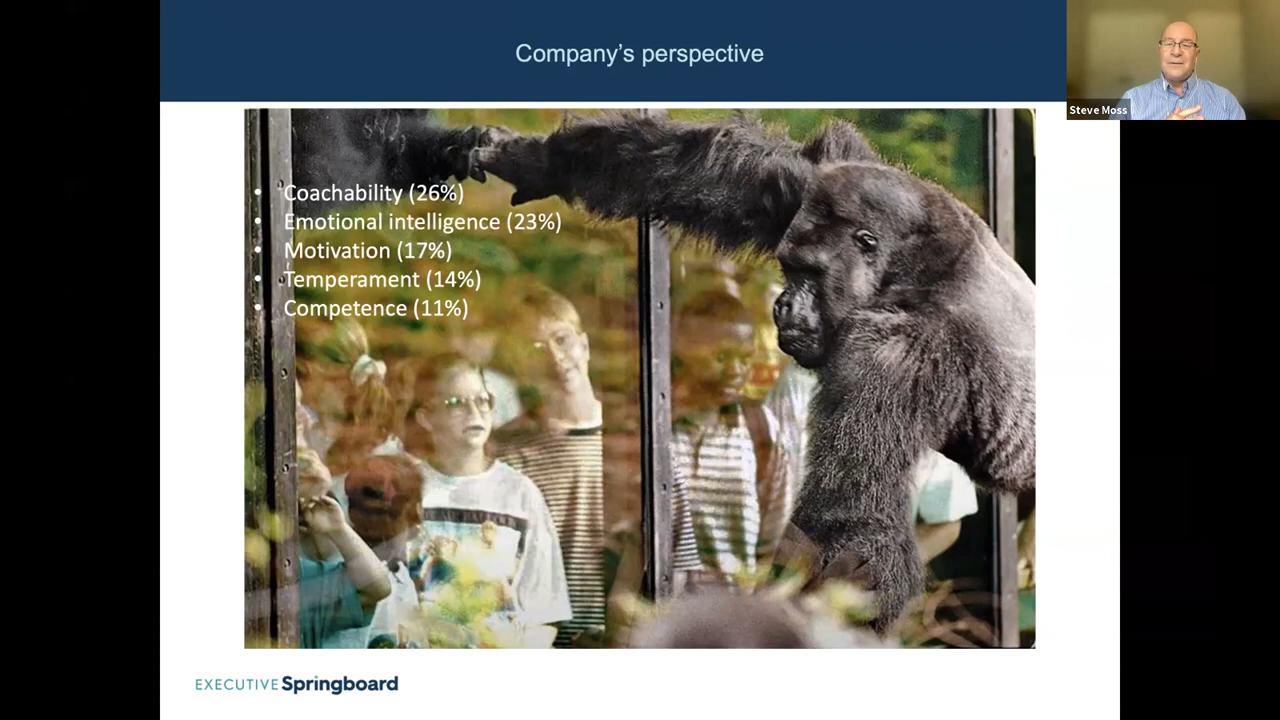 Company’s perspective
Steve Moss
• Coachability (26%)
• Emotional intelligence (23%)
• Motivation (17%)
• Temperament (14%)
• Competence (11%)
EXECUTIVE Springboard